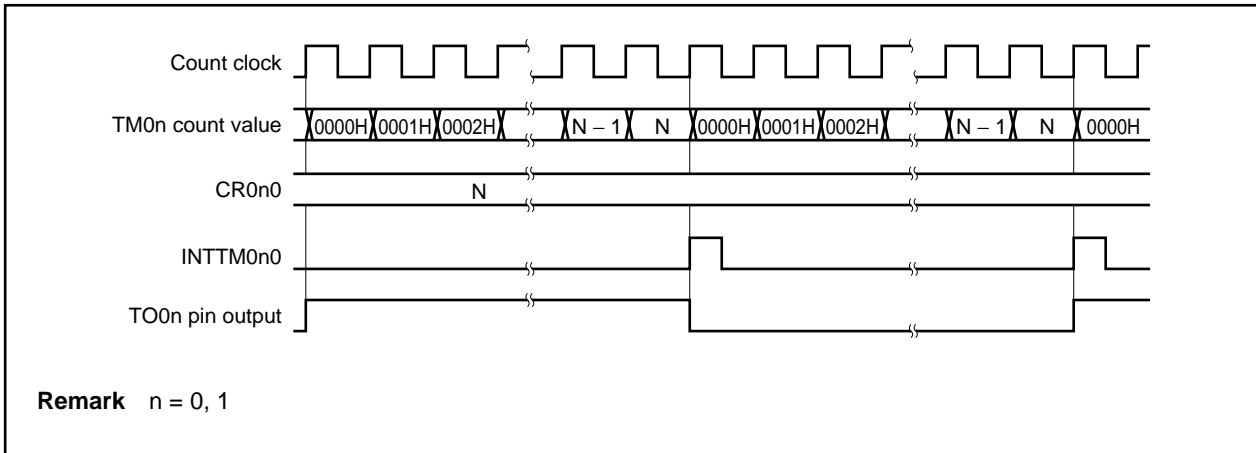 Count clock
TM0n count value 0000H 0001H 0002H N – 1 N 0000H 0001H 0002H N – 1 N 0000H
CR0n0 N
INTTM0n0
TO0n pin output
Remark n = 0, 1